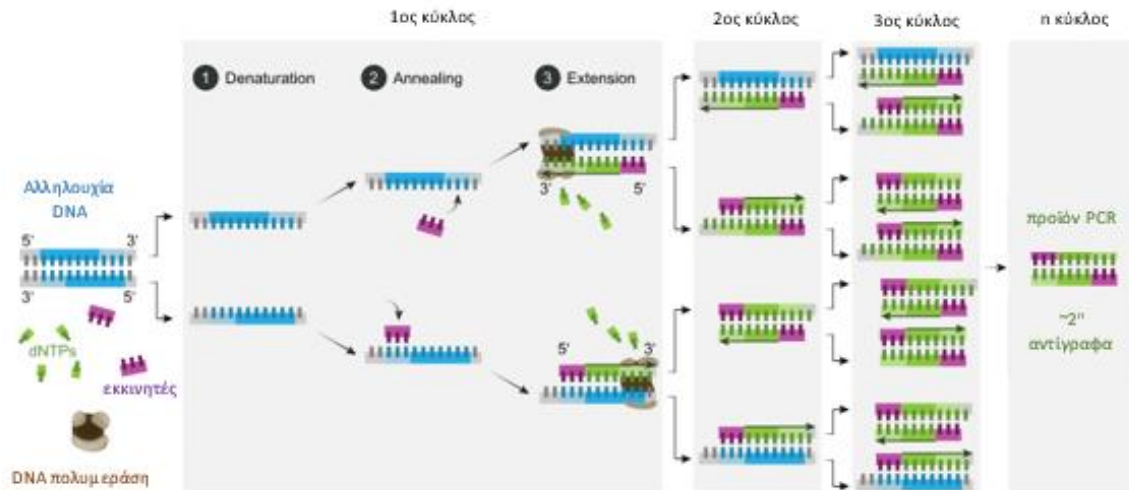 1ος κύκλος
2ος κύκλος
3ος κύκλος
n κύκλος
1 Denaturation
2 Annealing
3 Extension
Αλληλουχία
DNA
5'
3'
3'
5'
dNTPs
εκκινητές
DNA πολυμεράση
3'
5'
5'
3'
προϊόν PCR
~2ⁿ
αντίγραφα